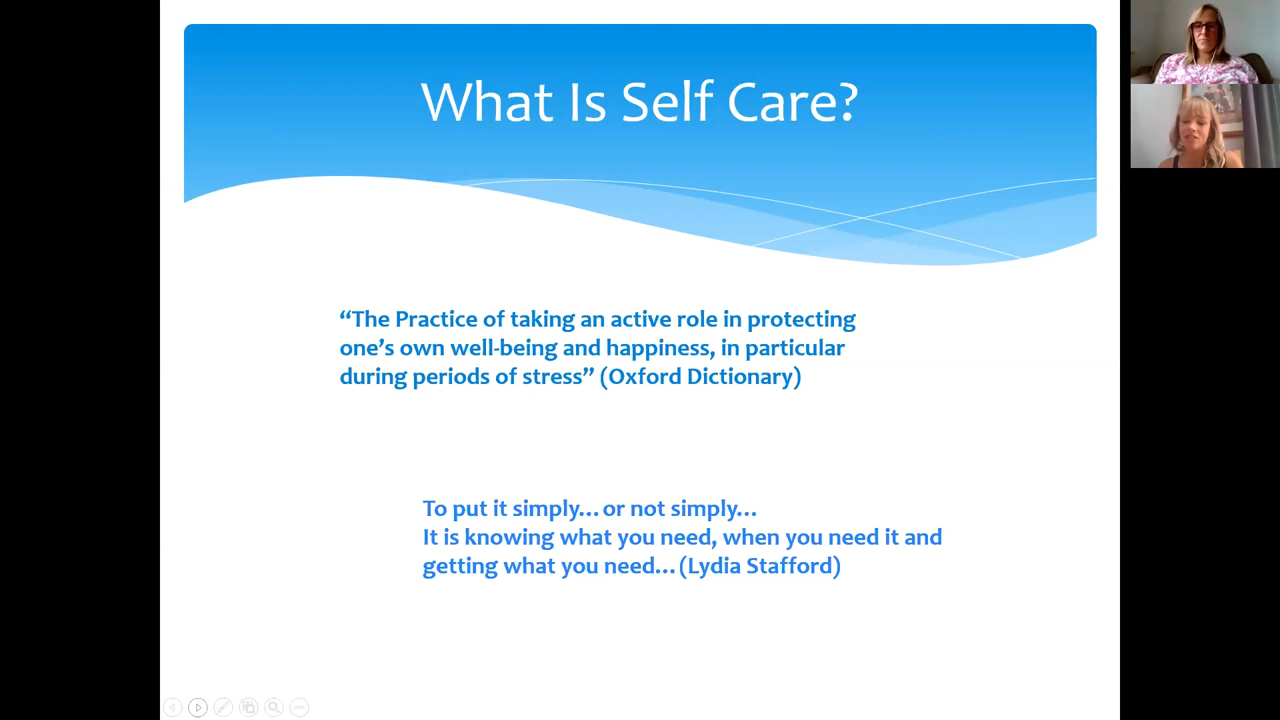 What Is Self Care?
“The Practice of taking an active role in protecting
one’s own well-being and happiness, in particular
during periods of stress” (Oxford Dictionary)
To put it simply… or not simply…
It is knowing what you need, when you need it and
getting what you need… (Lydia Stafford)